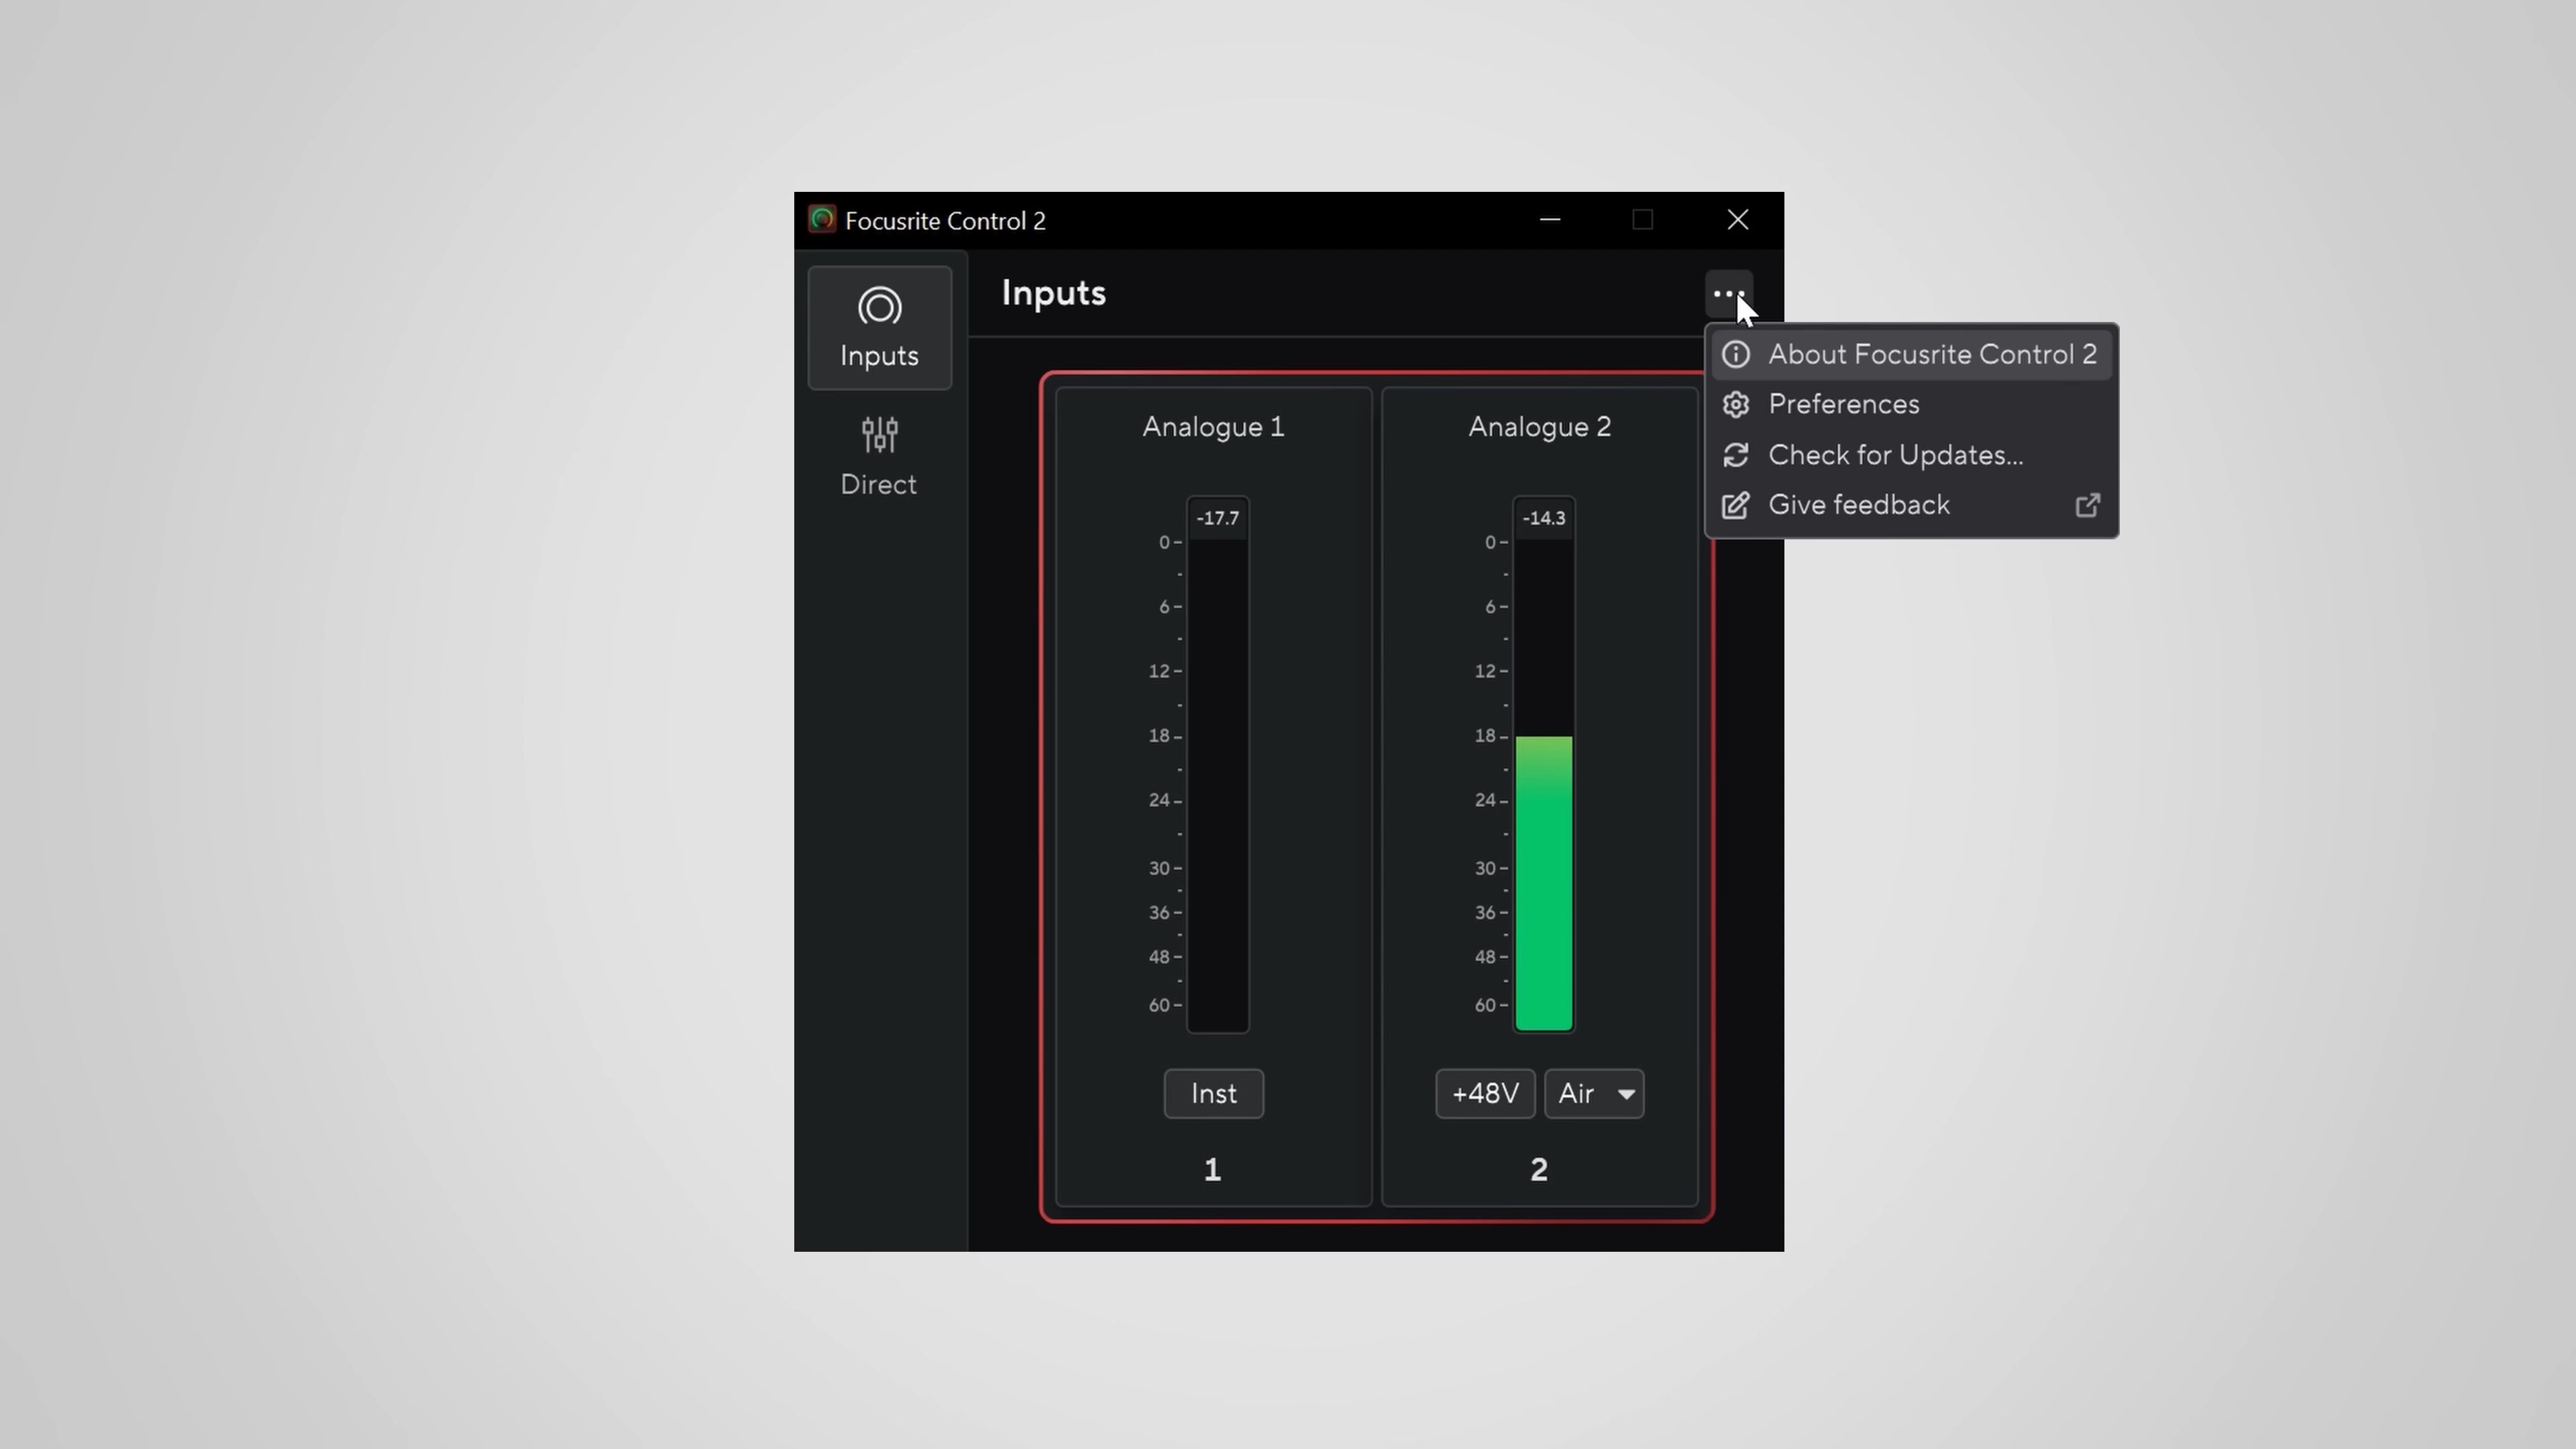 Focusrite Control 2
Inputs
Inputs
Direct
About Focusrite Control 2
Preferences
Check for Updates...
Give feedback
Analogue 1
-17.7
0
6
12
18
24
30
36
48
60
Inst
1
Analogue 2
-14.3
0
6
12
18
24
30
36
48
60
+48V
Air
2